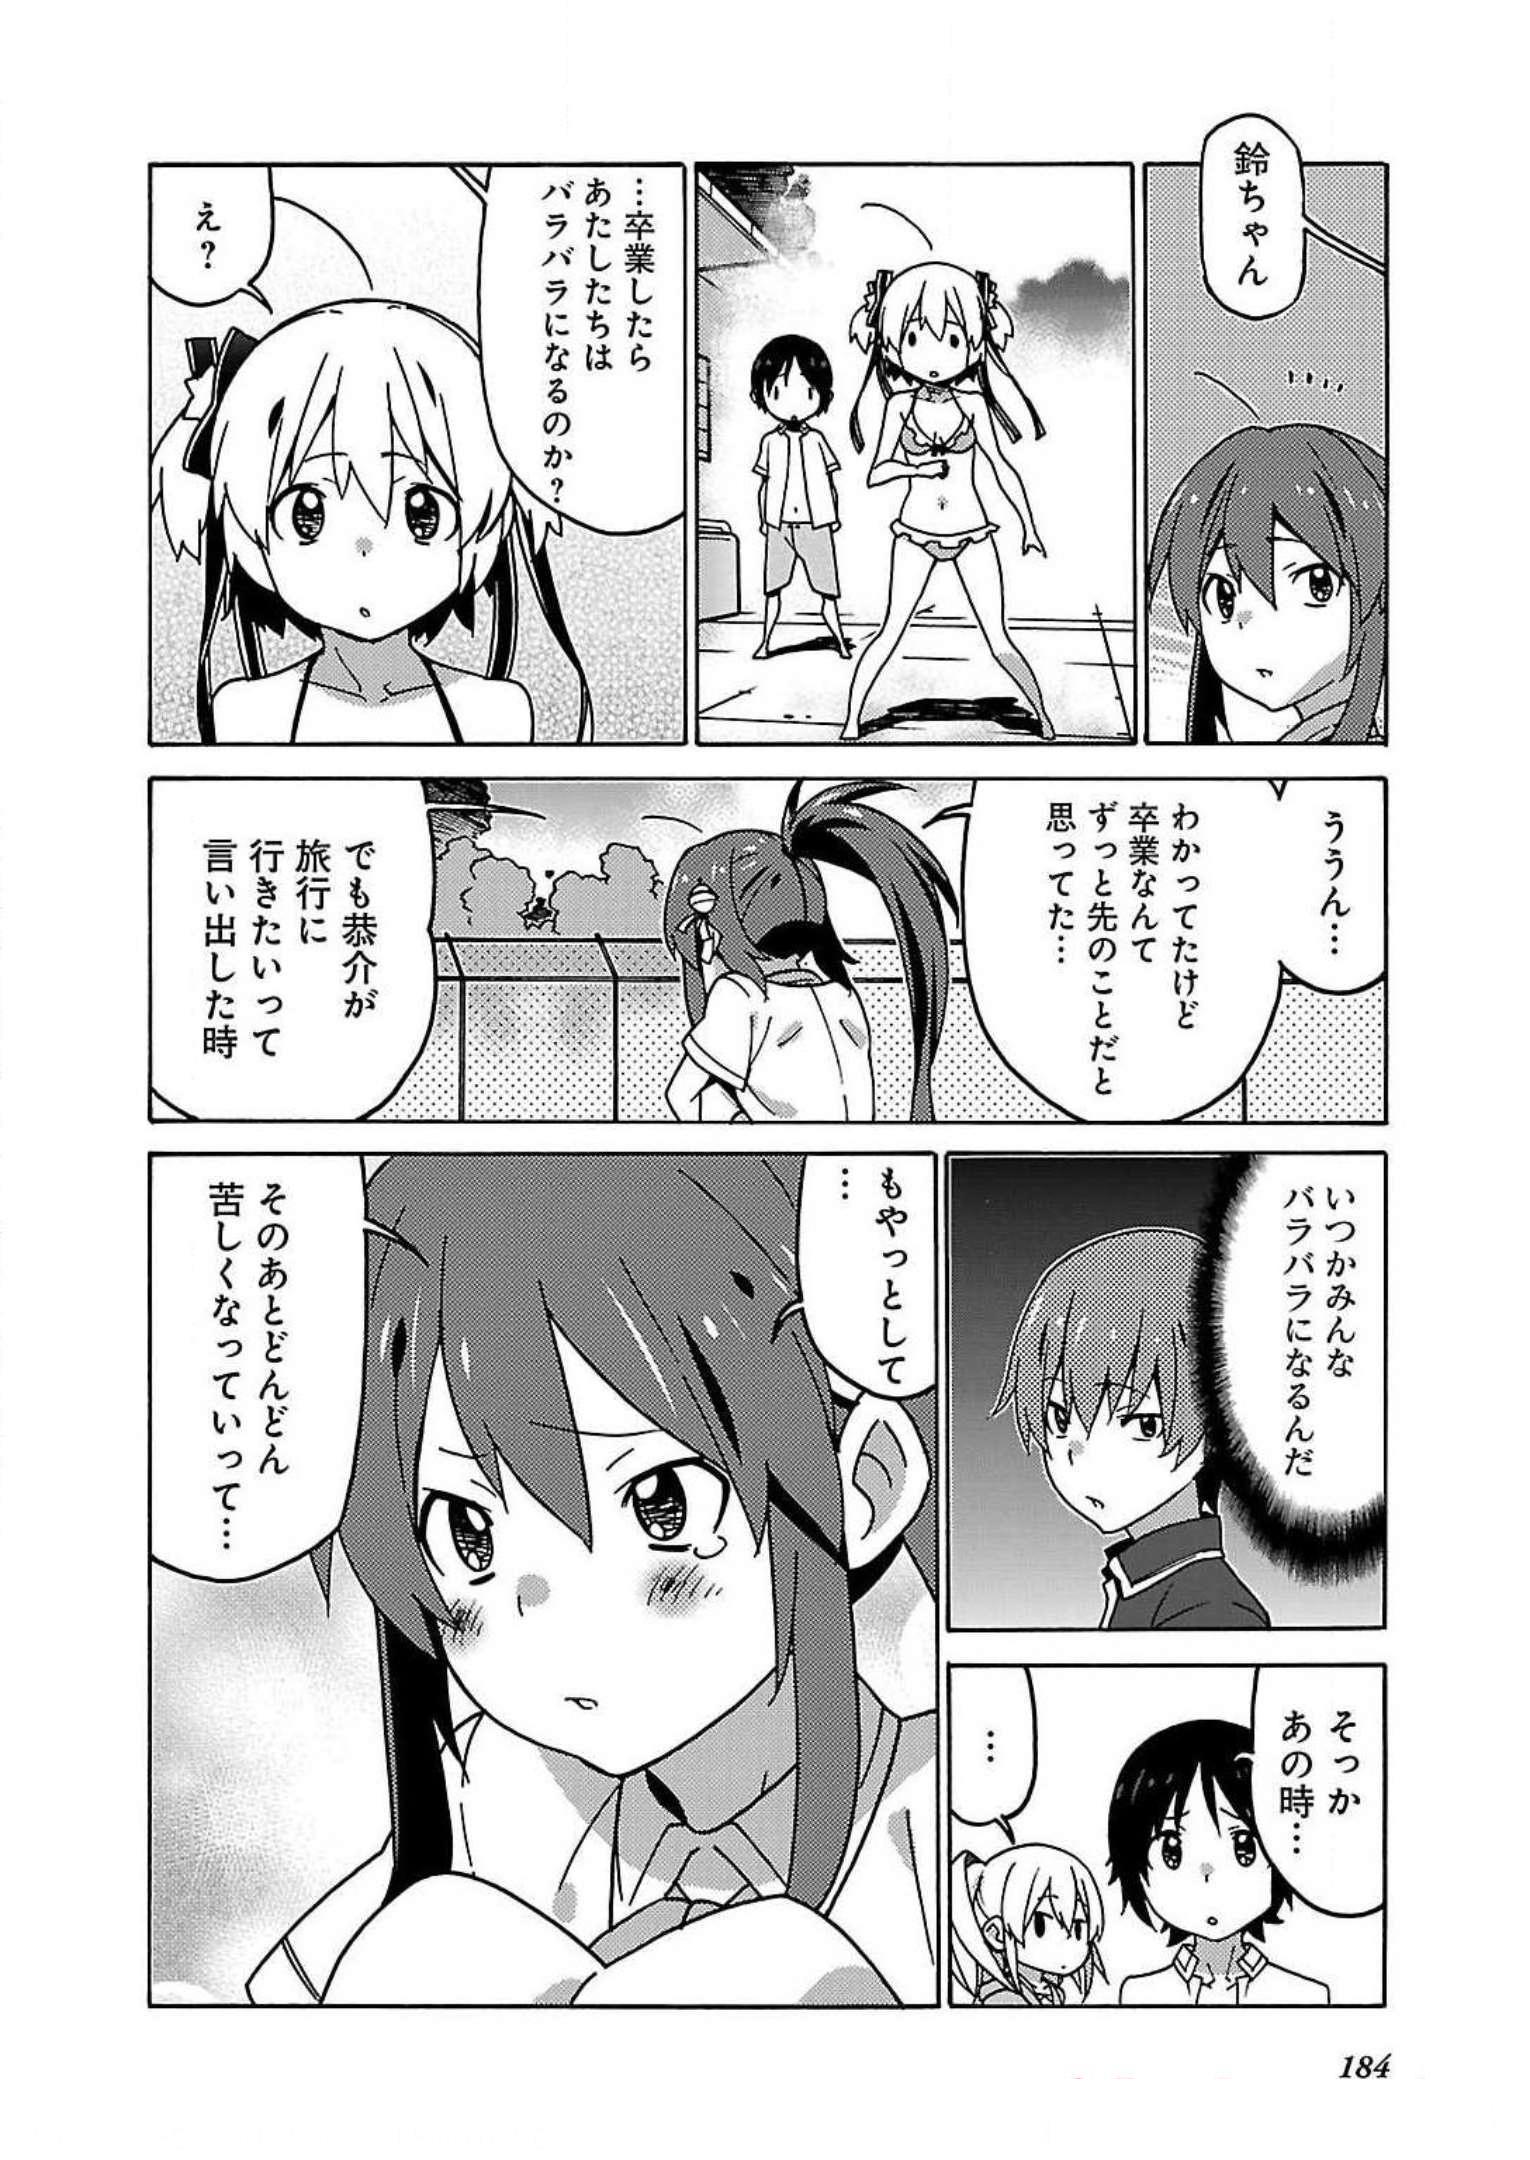 鈴ちゃん
…卒業したら
あたしたちは
バラバラになるのか?
え?
ううん…
わかってたけど
卒業なんて
ずっと先のことだと
思ってた…
でも恭介が
旅行に
行きたいって
言い出した時
いつかみんな
バラバラになるんだ
そっか
あの時…
…
もやっとして
…
そのあとどんどん
苦しくなっていって…
184